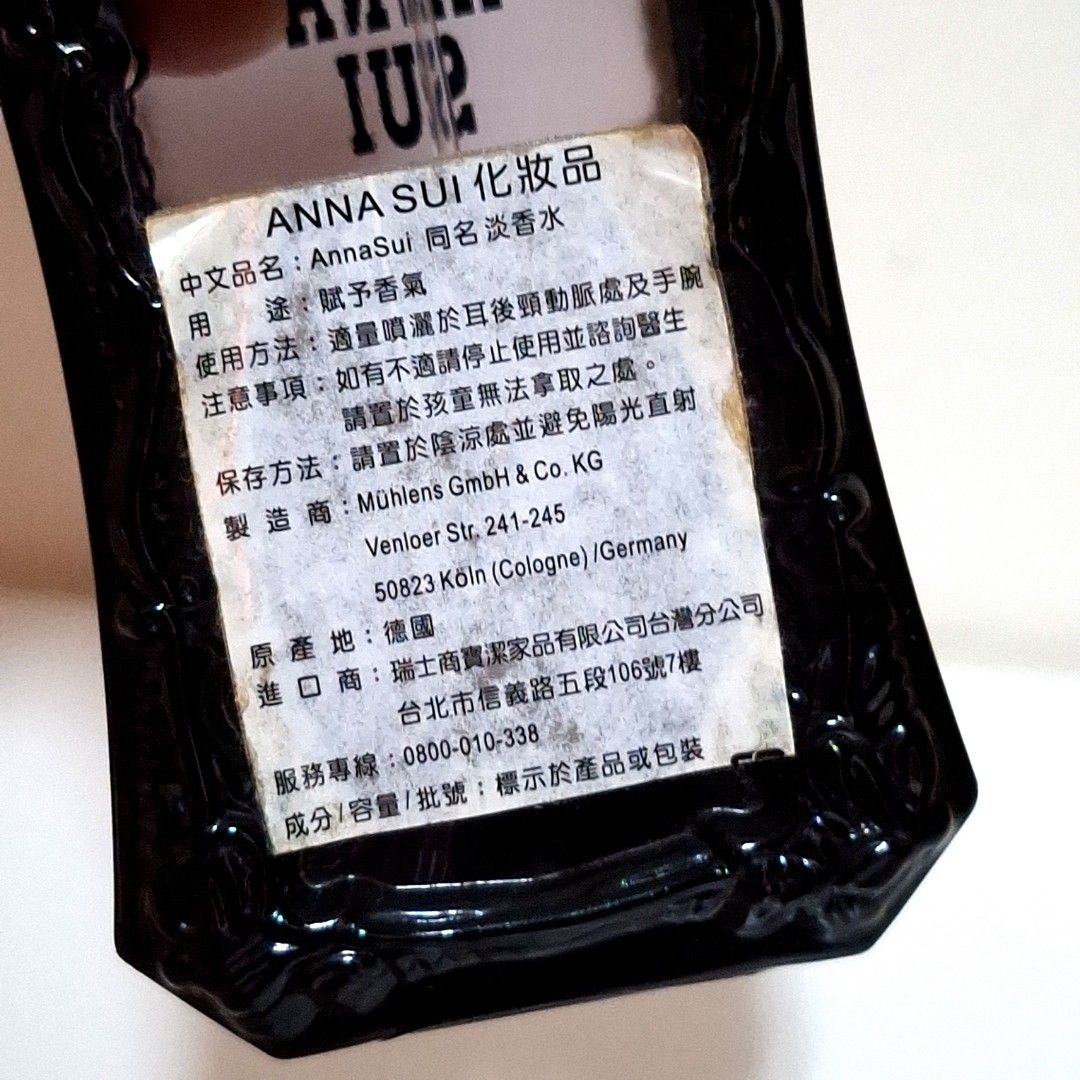 ANNA
SUI
ANNA SUI 化妝品
中文品名：AnnaSui 同名淡香水
用 途：賦予香氣
使用方法：適量噴灑於耳後頸動脈處及手腕
注意事項：如有不適請停止使用並諮詢醫生
請置於孩童無法拿取之處。
保存方法：請置於陰涼處並避免陽光直射
製 造 商：Mühlens GmbH & Co. KG
Venloer Str. 241-245
50823 Köln (Cologne) /Germany
原 產 地：德國
進 口 商：瑞士商寶潔家品有限公司台灣分公司
台北市信義路五段106號7樓
服務專線：0800-010-338
成分/容量/批號：標示於產品或包裝